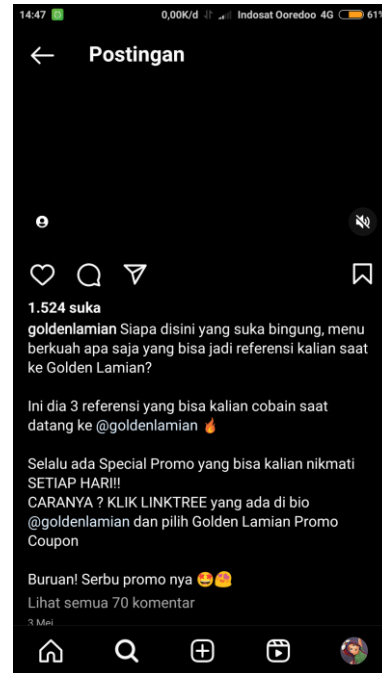 14:47 0,00K/d Indosat Ooredoo 4G 61%
Postingan
1.524 suka
goldenlamian Siapa disini yang suka bingung, menu
berkuah apa saja yang bisa jadi referensi kalian saat
ke Golden Lamian?
Ini dia 3 referensi yang bisa kalian cobain saat
datang ke @goldenlamian 🔥
Selalu ada Special Promo yang bisa kalian nikmati
SETIAP HARI!!
CARANYA ? KLIK LINKTREE yang ada di bio
@goldenlamian dan pilih Golden Lamian Promo
Coupon
Buruan! Serbu promo nya 🤩🥰
Lihat semua 70 komentar
3 Mei